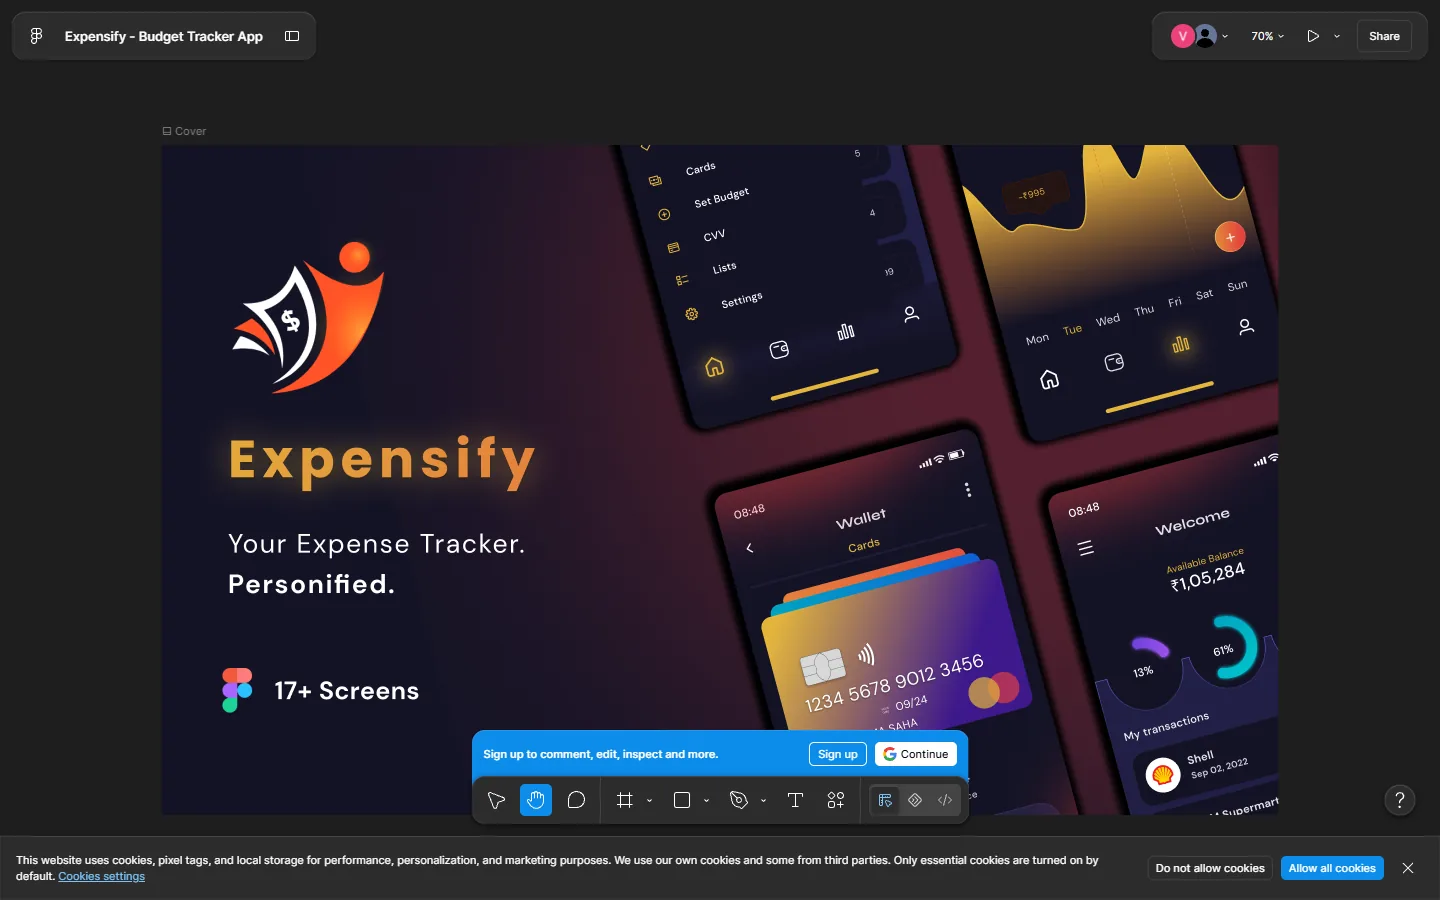 Expensify - Budget Tracker App
V
70%
Share
Cover
Cards
Set Budget
CVV
Lists
Settings
5
4
-₹995
Mon Tue Wed Thu Fri Sat Sun
$
Expensify
Your Expense Tracker.
Personified.
17+ Screens
08:48
Wallet
Cards
1234 5678 9012 3456
09/24
SAHA
08:48
Welcome
Available Balance
₹1,05,284
13%
61%
My transactions
Shell
Sep 02, 2022
Supermart
Sign up to comment, edit, inspect and more.
Sign up
Continue
?
This website uses cookies, pixel tags, and local storage for performance, personalization, and marketing purposes. We use our own cookies and some from third parties. Only essential cookies are turned on by
default. Cookies settings
Do not allow cookies
Allow all cookies